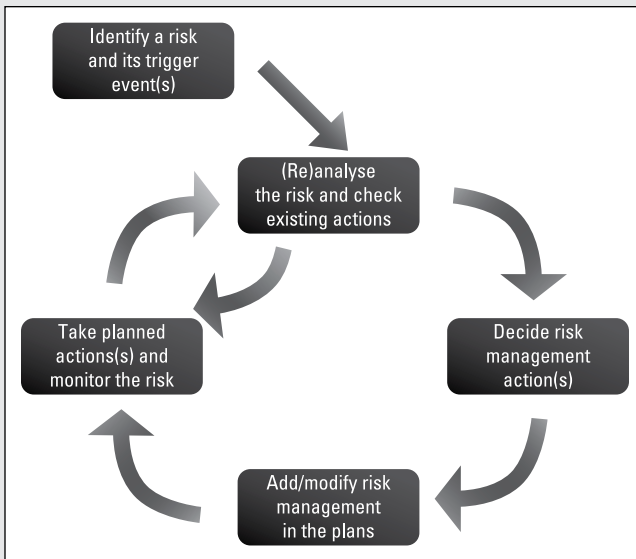 Identify a risk
and its trigger
event(s)
(Re)analyse
the risk and check
existing actions
Decide risk
management
action(s)
Add/modify risk
management
in the plans
Take planned
actions(s) and
monitor the risk